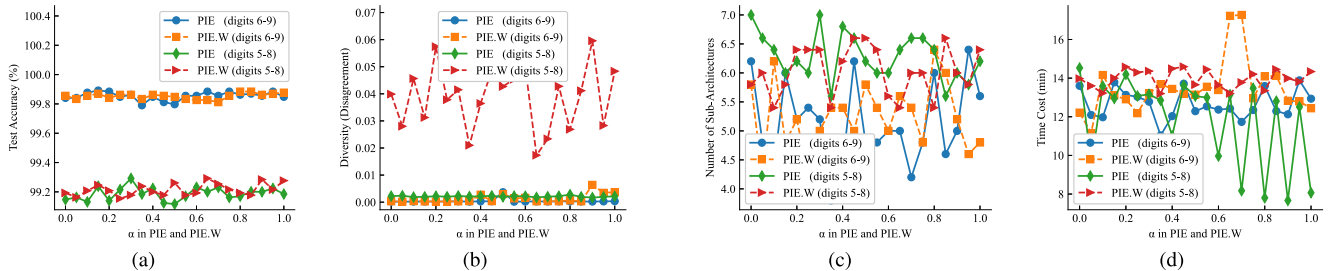 100.4
100.2
100.0
99.8
99.6
99.4
99.2
Test Accuracy (%)
PIE (digits 6-9)
PIE.W (digits 6-9)
PIE (digits 5-8)
PIE.W (digits 5-8)
0.0 0.2 0.4 0.6 0.8 1.0
α in PIE and PIE.W
(a)
0.07
0.06
0.05
0.04
0.03
0.02
0.01
0.00
Diversity (Disagreement)
PIE (digits 6-9)
PIE.W (digits 6-9)
PIE (digits 5-8)
PIE.W (digits 5-8)
0.0 0.2 0.4 0.6 0.8 1.0
α in PIE and PIE.W
(b)
7.0
6.5
6.0
5.5
5.0
4.5
4.0
Number of Sub-Architectures
PIE (digits 6-9)
PIE.W (digits 6-9)
PIE (digits 5-8)
PIE.W (digits 5-8)
0.0 0.2 0.4 0.6 0.8 1.0
α in PIE and PIE.W
(c)
16
14
12
10
8
Time Cost (min)
PIE (digits 6-9)
PIE.W (digits 6-9)
PIE (digits 5-8)
PIE.W (digits 5-8)
0.0 0.2 0.4 0.6 0.8 1.0
α in PIE and PIE.W
(d)